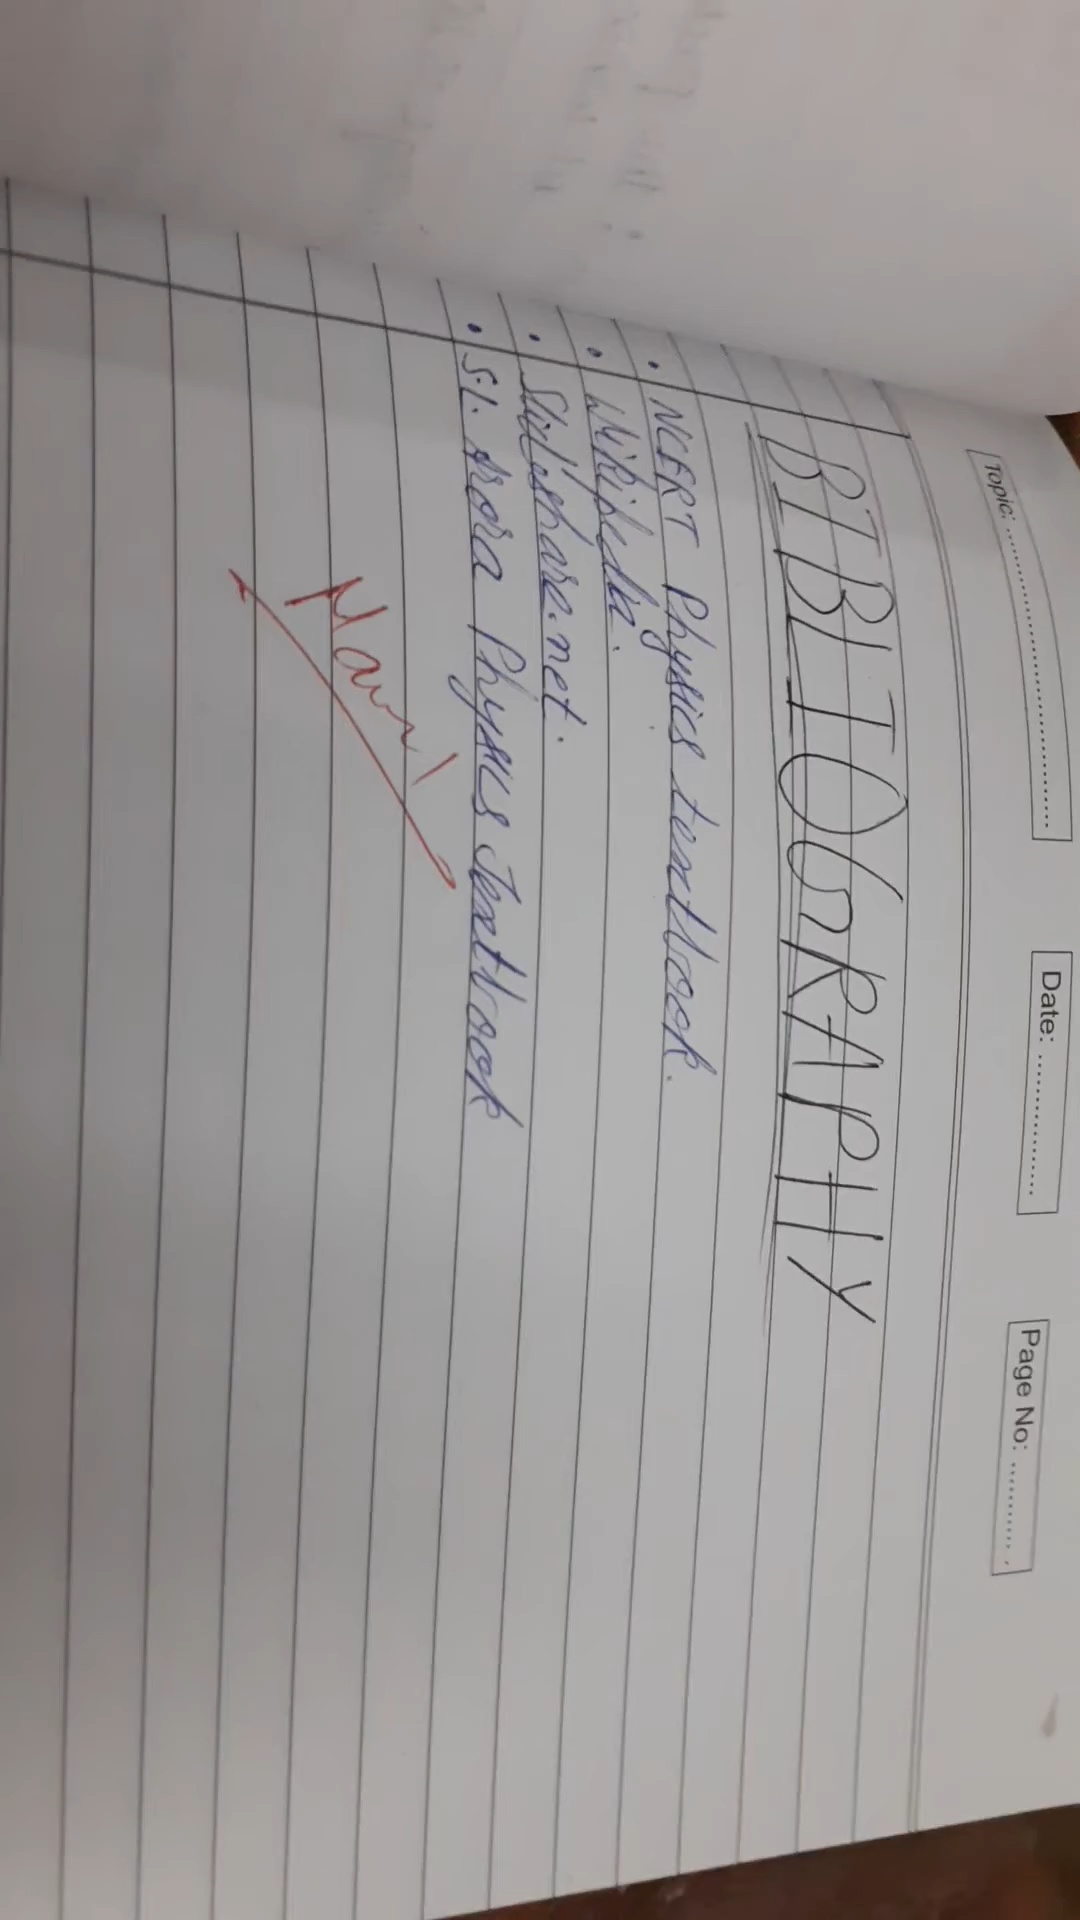 Topic: ................................
Date: ................
Page No: ...........
BIBLIOGRAPHY
• NCERT Physics textbook.
• Wikipedia.
• Slideshare.net.
• S.L. Arora Physics Textbook